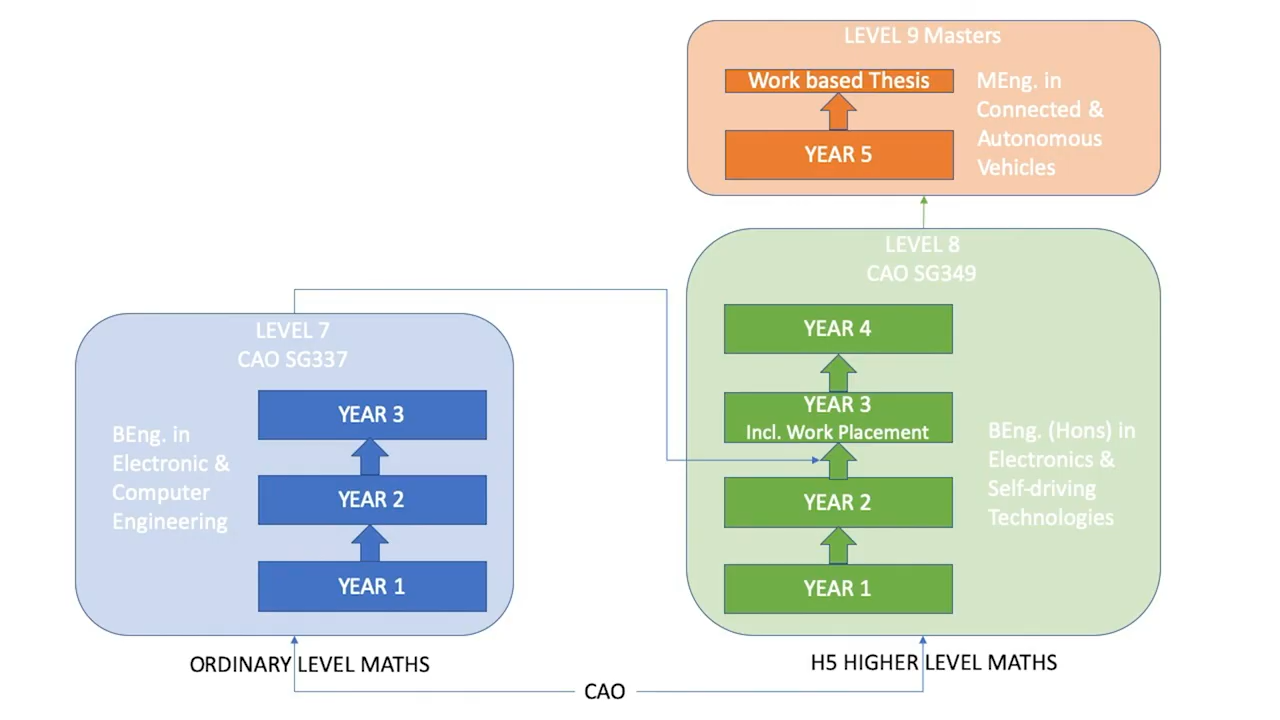 LEVEL 9 Masters
Work based Thesis
YEAR 5
MEng. in
Connected &
Autonomous
Vehicles
LEVEL 8
CAO SG349
YEAR 4
YEAR 3
Incl. Work Placement
YEAR 2
YEAR 1
BEng. (Hons) in
Electronics &
Self-driving
Technologies
LEVEL 7
CAO SG337
YEAR 3
YEAR 2
YEAR 1
BEng. in
Electronic &
Computer
Engineering
ORDINARY LEVEL MATHS
H5 HIGHER LEVEL MATHS
CAO